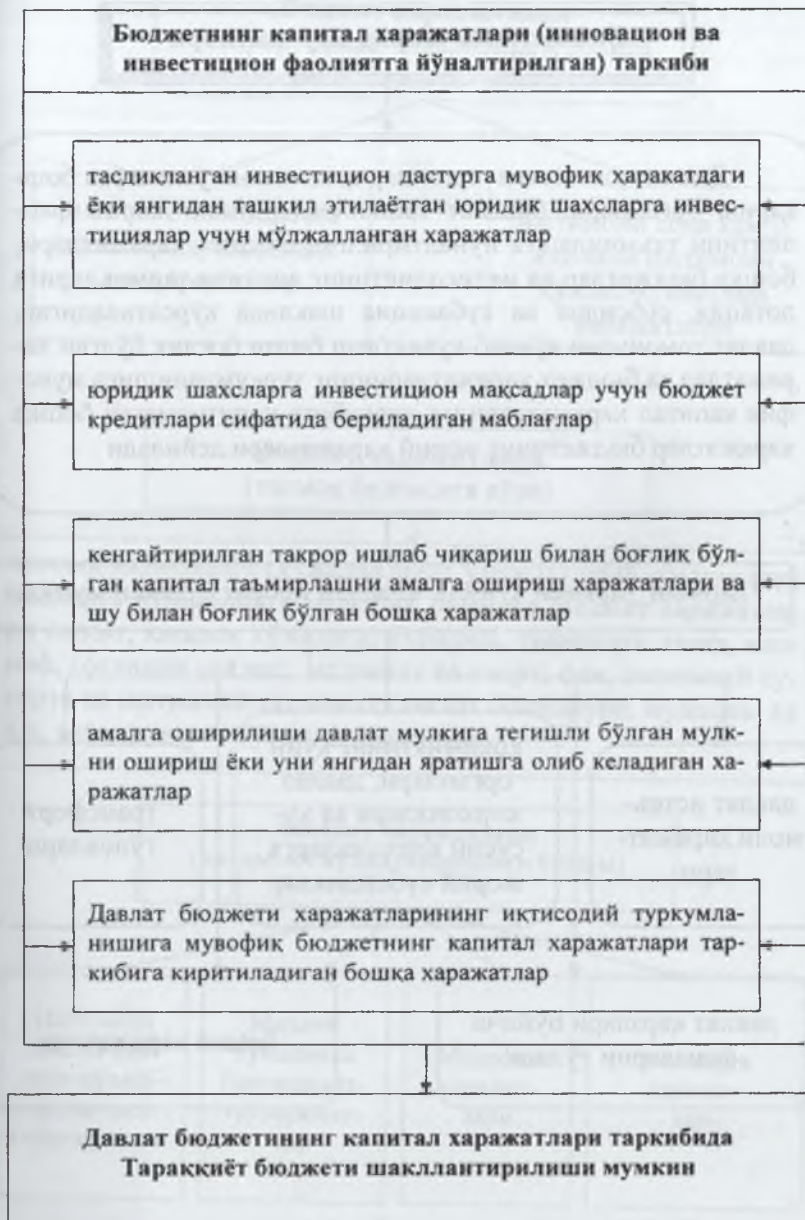 Бюджетнинг капитал харажатлари (инновацион ва
инвестицион фаолиятга йўналтирилган) таркиби
тасдиқланган инвестицион дастурга мувофиқ ҳаракатдаги
ёки янгидан ташкил этилаётган юридик шахсларга инвес-
тициялар учун мўлжалланган харажатлар
юридик шахсларга инвестицион мақсадлар учун бюджет
кредитлари сифатида бериладиган маблағлар
кенгайтирилган такрор ишлаб чиқариш билан боғлиқ бўл-
ган капитал таъмирлашни амалга ошириш харажатлари ва
шу билан боғлиқ бўлган бошқа харажатлар
амалга оширилиши давлат мулкига тегишли бўлган мулк-
ни ошириш ёки уни янгидан яратишга олиб келадиган ха-
ражатлар
Давлат бюджети харажатларининг иқтисодий туркумла-
нишига мувофиқ бюджетнинг капитал харажатлари тар-
кибига киритиладиган бошқа харажатлар
Давлат бюджетининг капитал харажатлари таркибида
Тараққиёт бюджети шакллантирилиши мумкин